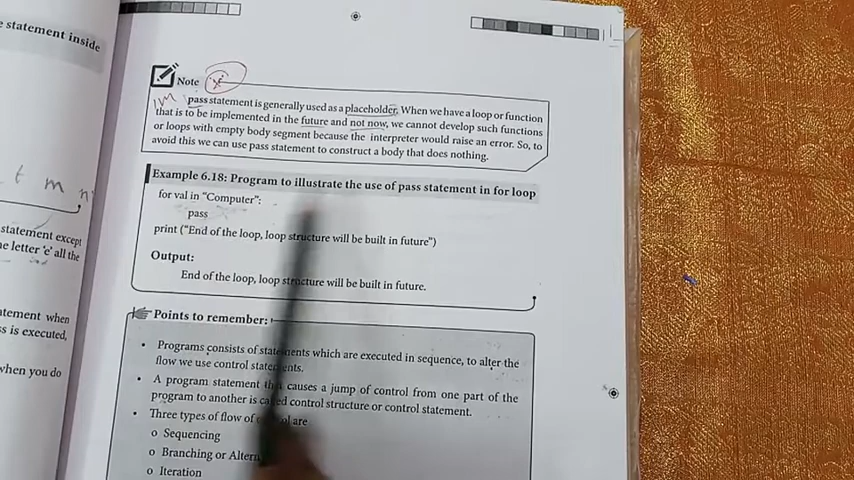 e statement inside
t m n
statement except
he letter 'e' all the
atement when
ss is executed,
when you do
Note
1m
pass statement is generally used as a placeholder. When we have a loop or function
that is to be implemented in the future and not now, we cannot develop such functions
or loops with empty body segment because the interpreter would raise an error. So, to
avoid this we can use pass statement to construct a body that does nothing.
Example 6.18: Program to illustrate the use of pass statement in for loop
for val in "Computer":
pass
print ("End of the loop, loop structure will be built in future")
Output:
End of the loop, loop structure will be built in future.
Points to remember:
• Programs consists of statements which are executed in sequence, to alter the
flow we use control statements.
• A program statement that causes a jump of control from one part of the
program to another is called control structure or control statement.
• Three types of flow of control are
o Sequencing
o Branching or Altern
o Iteration